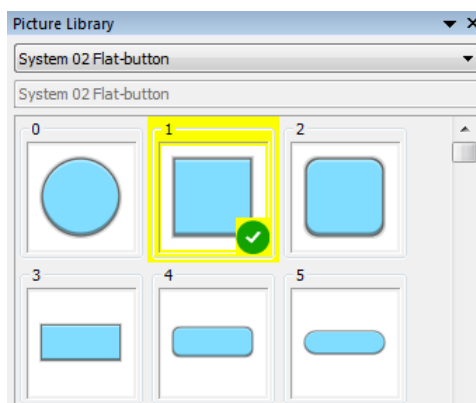 Picture Library
System 02 Flat-button
System 02 Flat-button
0 1 2
3 4 5